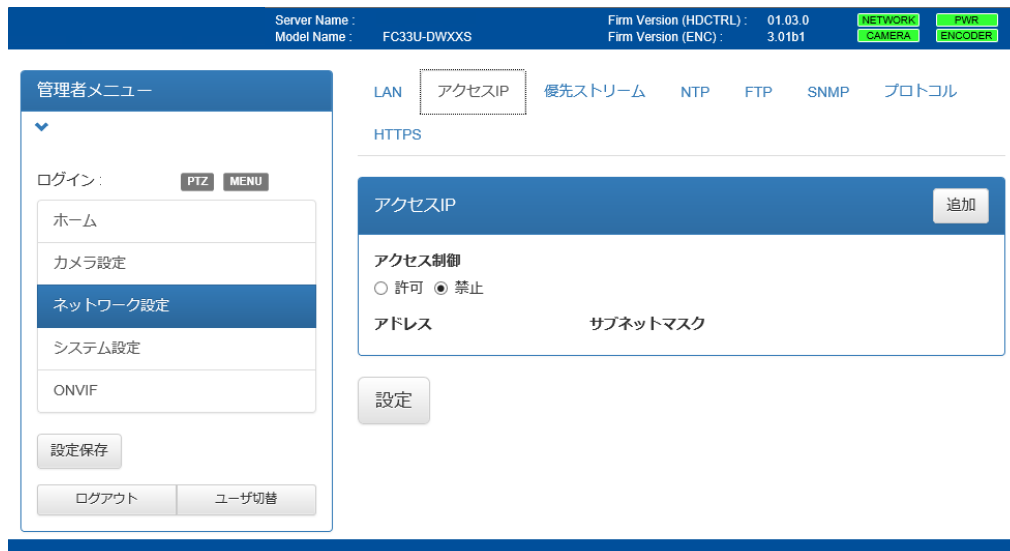 Server Name : Firm Version (HDCTRL) : 01.03.0 NETWORK PWR
Model Name : FC33U-DWXXS Firm Version (ENC) : 3.01b1 CAMERA ENCODER
管理者メニュー
ログイン : PTZ MENU
ホーム
カメラ設定
ネットワーク設定
システム設定
ONVIF
設定保存
ログアウト ユーザ切替
LAN アクセスIP 優先ストリーム NTP FTP SNMP プロトコル
HTTPS
アクセスIP 追加
アクセス制御
許可 禁止
アドレス サブネットマスク
設定